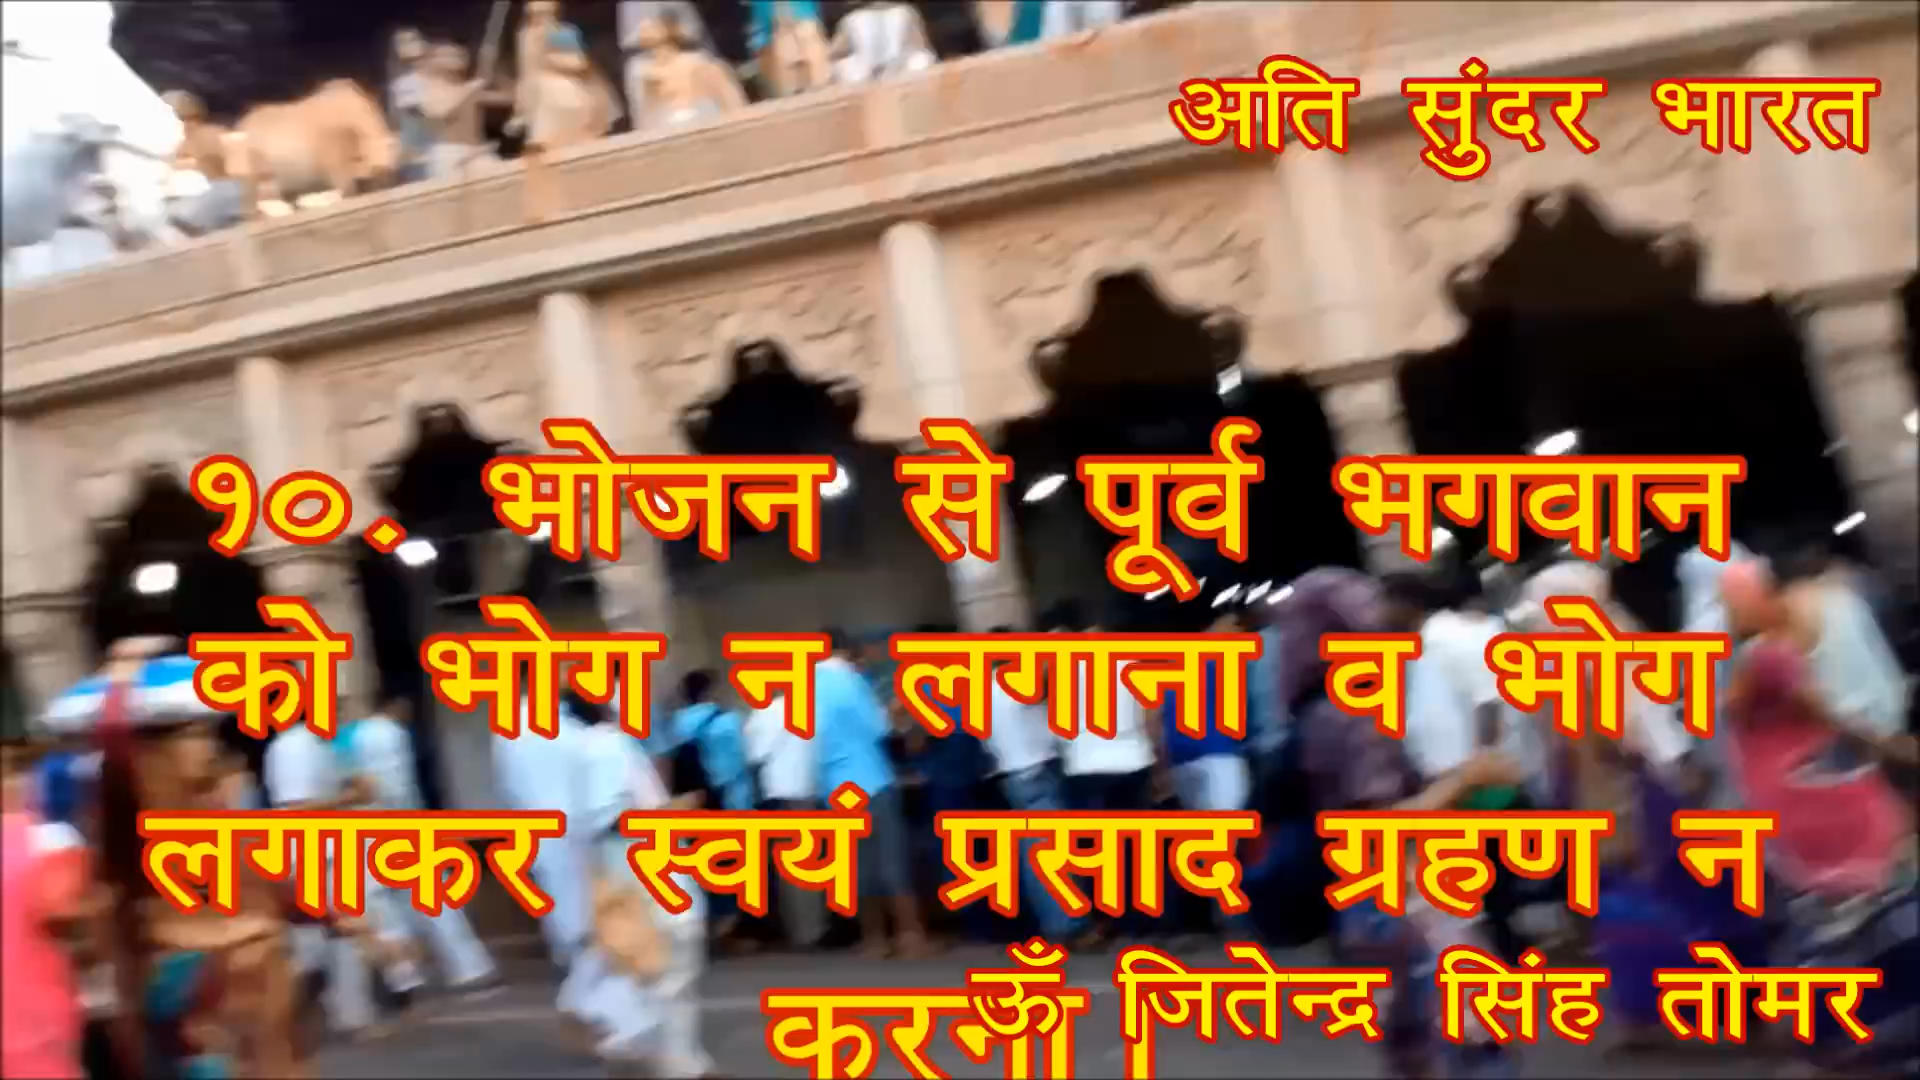 अति सुंदर भारत
१०. भोजन से पूर्व भगवान
को भोग न लगाना व भोग
लगाकर स्वयं प्रसाद ग्रहण न
करना ।
ऊँ जितेन्द्र सिंह तोमर